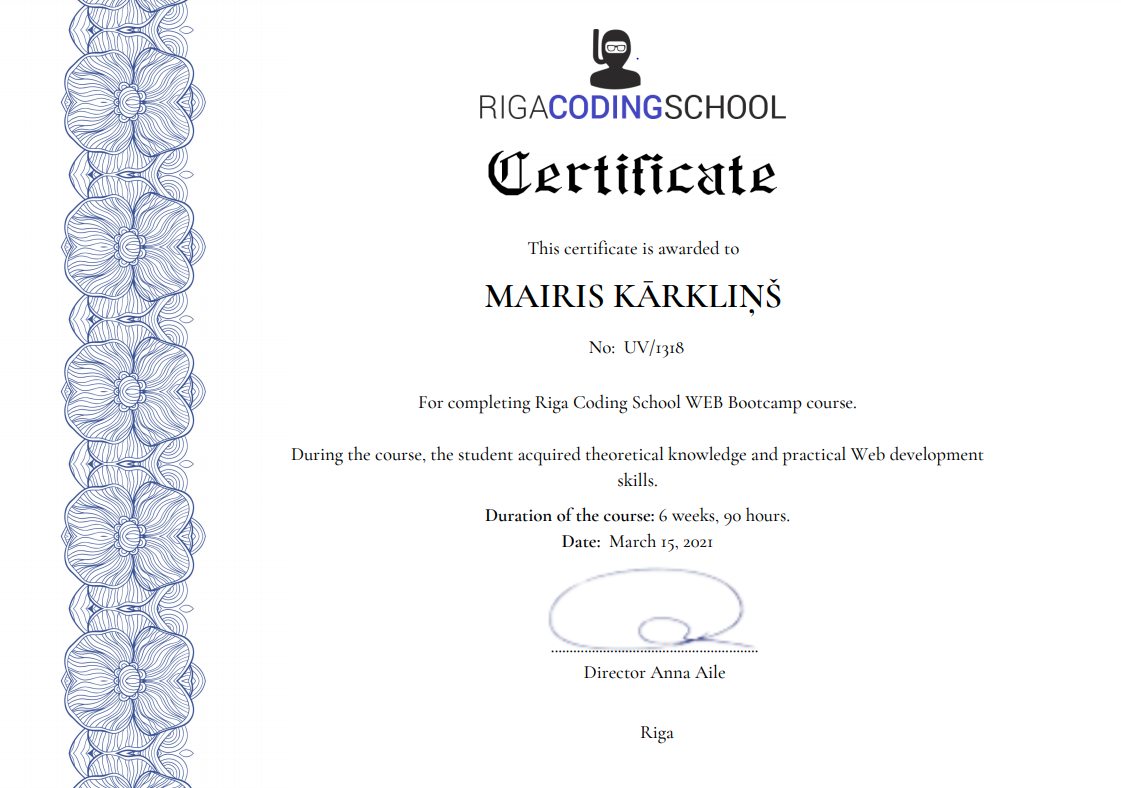 RIGACODINGSCHOOL
Certificate
This certificate is awarded to
MAIRIS KĀRKLIŅŠ
No: UV/1318
For completing Riga Coding School WEB Bootcamp course.
During the course, the student acquired theoretical knowledge and practical Web development
skills.
Duration of the course: 6 weeks, 90 hours.
Date: March 15, 2021
Director Anna Aile
Riga